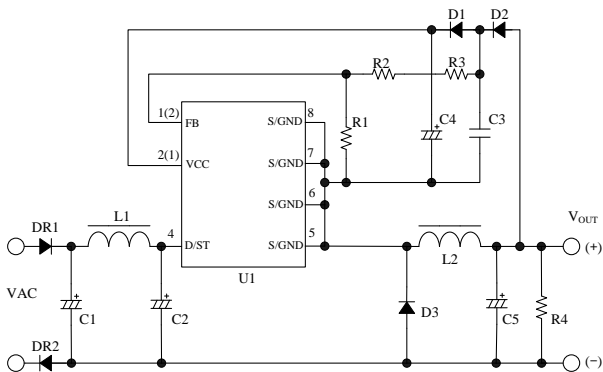 D1 D2
R2 R3
1(2) 8
FB S/GND R1 C4 C3
2(1) 7
VCC S/GND
6
S/GND
DR1 L1 4 5 VOUT
D/ST S/GND (+)
U1 L2
VAC
C1 C2 D3 C5 R4
DR2
(−)